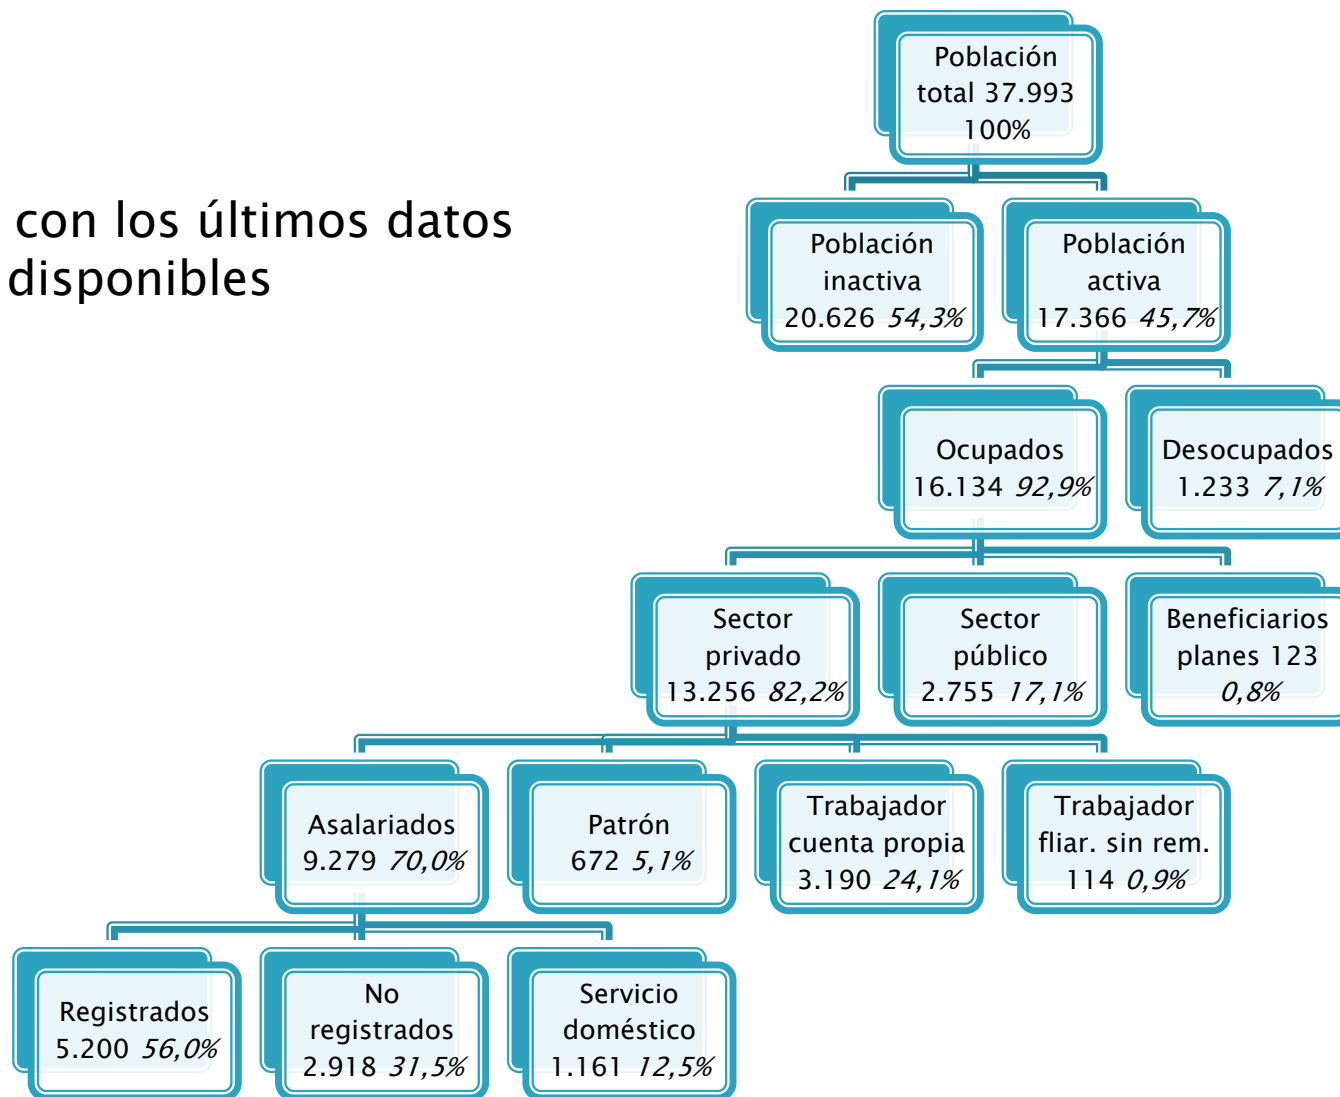 Población
total 37.993
100%
con los últimos datos
disponibles
Población
inactiva
20.626 54,3%
Población
activa
17.366 45,7%
Ocupados
16.134 92,9%
Desocupados
1.233 7,1%
Sector
privado
13.256 82,2%
Sector
público
2.755 17,1%
Beneficiarios
planes 123
0,8%
Asalariados
9.279 70,0%
Patrón
672 5,1%
Trabajador
cuenta propia
3.190 24,1%
Trabajador
fliar. sin rem.
114 0,9%
Registrados
5.200 56,0%
No
registrados
2.918 31,5%
Servicio
doméstico
1.161 12,5%